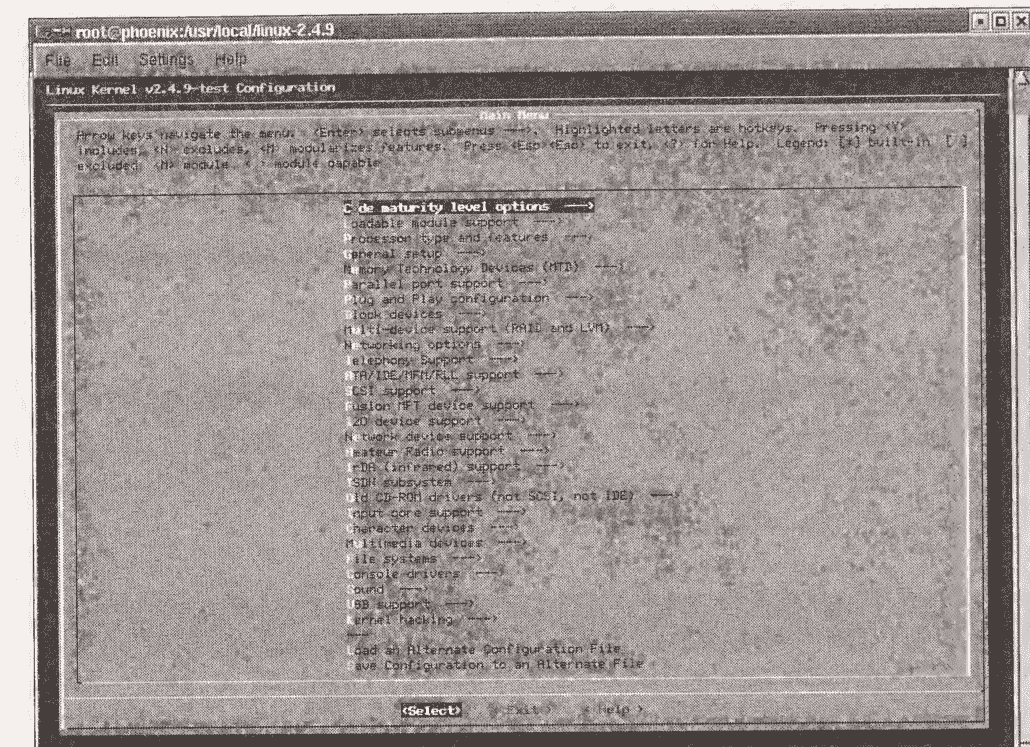 root@phoenix:/usr/local/linux-2.4.9
File Edit Settings Help
Linux Kernel v2.4.9-test Configuration
Main Menu
Arrow keys navigate the menu. <Enter> selects submenus --->. Highlighted letters are hotkeys. Pressing <Y>
includes, <N> excludes, <M> modularizes features. Press <Esc><Esc> to exit, <?> for Help. Legend: [*] built-in [ ]
excluded <M> module < > module capable
Code maturity level options --->
Loadable module support --->
Processor type and features --->
General setup --->
Memory Technology Devices (MTD) --->
Parallel port support --->
Plug and Play configuration --->
Block devices --->
Multi-device support (RAID and LVM) --->
Networking options --->
Telephony Support --->
ATA/IDE/MFM/RLL support --->
SCSI support --->
Fusion MPT device support --->
I2O device support --->
Network device support --->
Amateur Radio support --->
IrDA (infrared) support --->
ISDN subsystem --->
Old CD-ROM drivers (not SCSI, not IDE) --->
Input core support --->
Character devices --->
Multimedia devices --->
File systems --->
Console drivers --->
Sound --->
USB support --->
Kernel hacking --->
---
Load an Alternate Configuration File
Save Configuration to an Alternate File
<Select> < Exit > < Help >